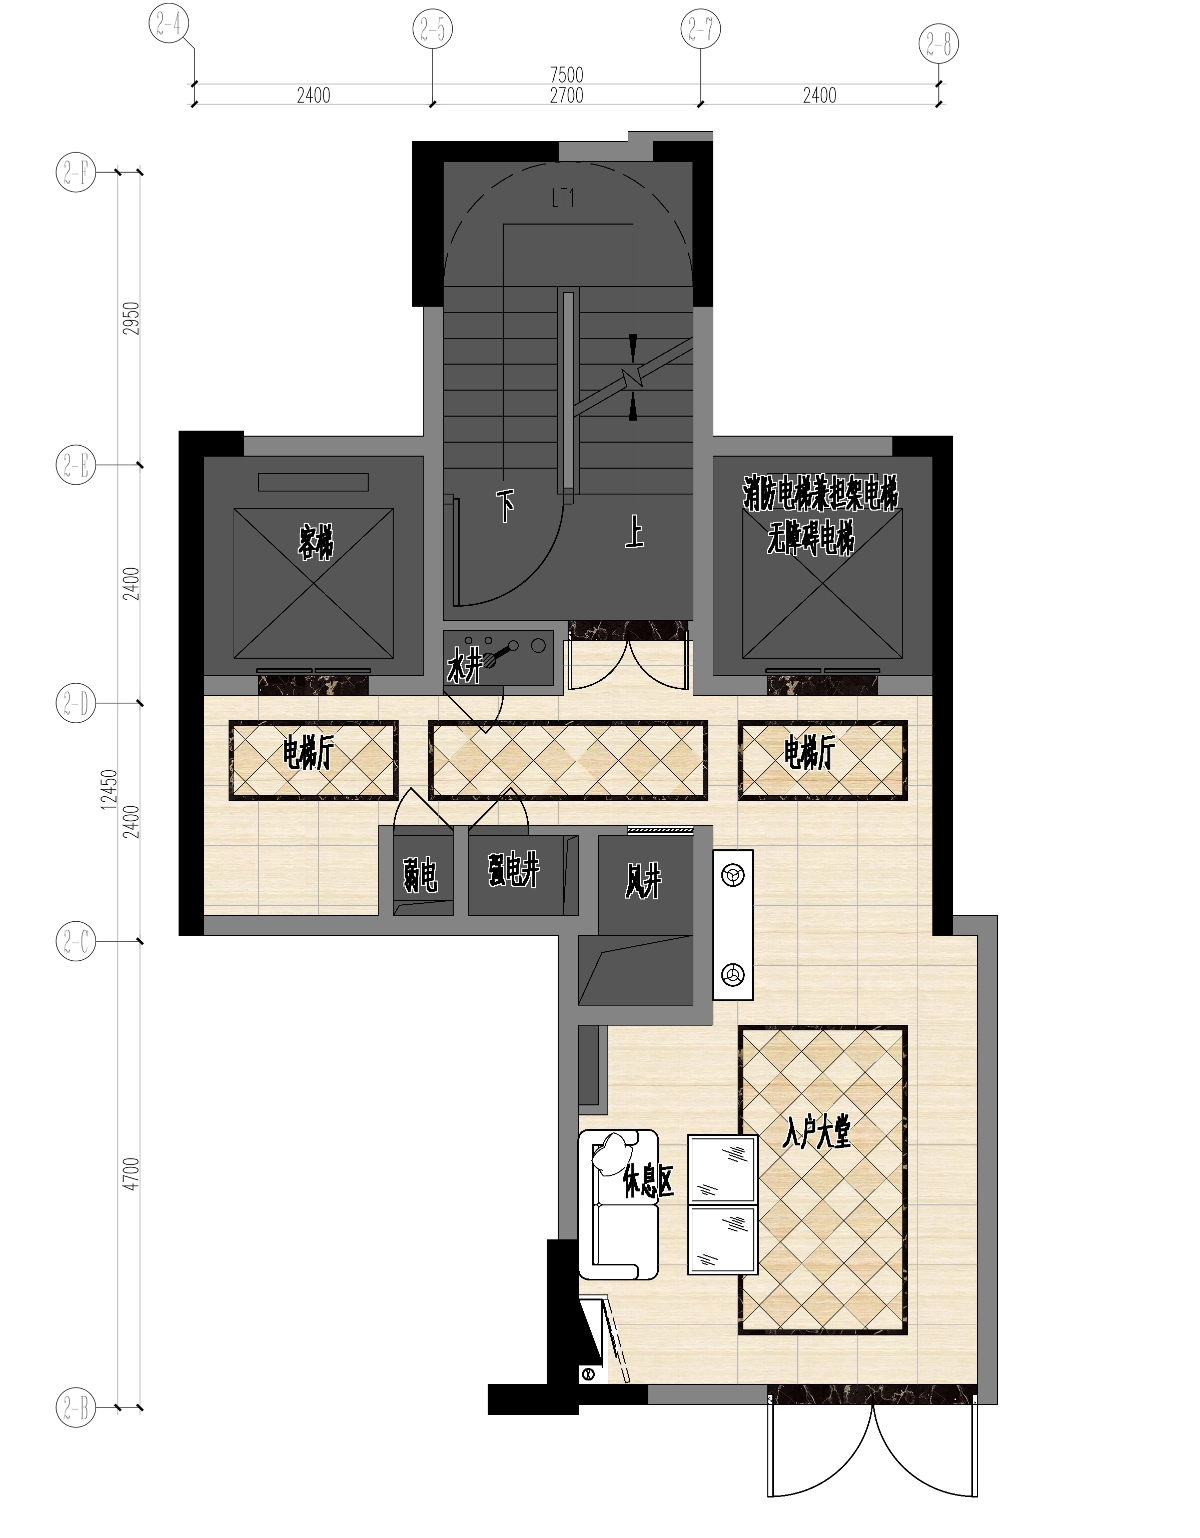 2-4
2-5
2-7
2-8
7500
2400
2700
2400
2-F
LT1
2950
2-E
消防电梯兼担架电梯
无障碍电梯
客梯
下
上
2400
水井
2-D
电梯厅
电梯厅
12450
2400
弱电
强电井
风井
2-C
入户大堂
休息区
4700
2-B